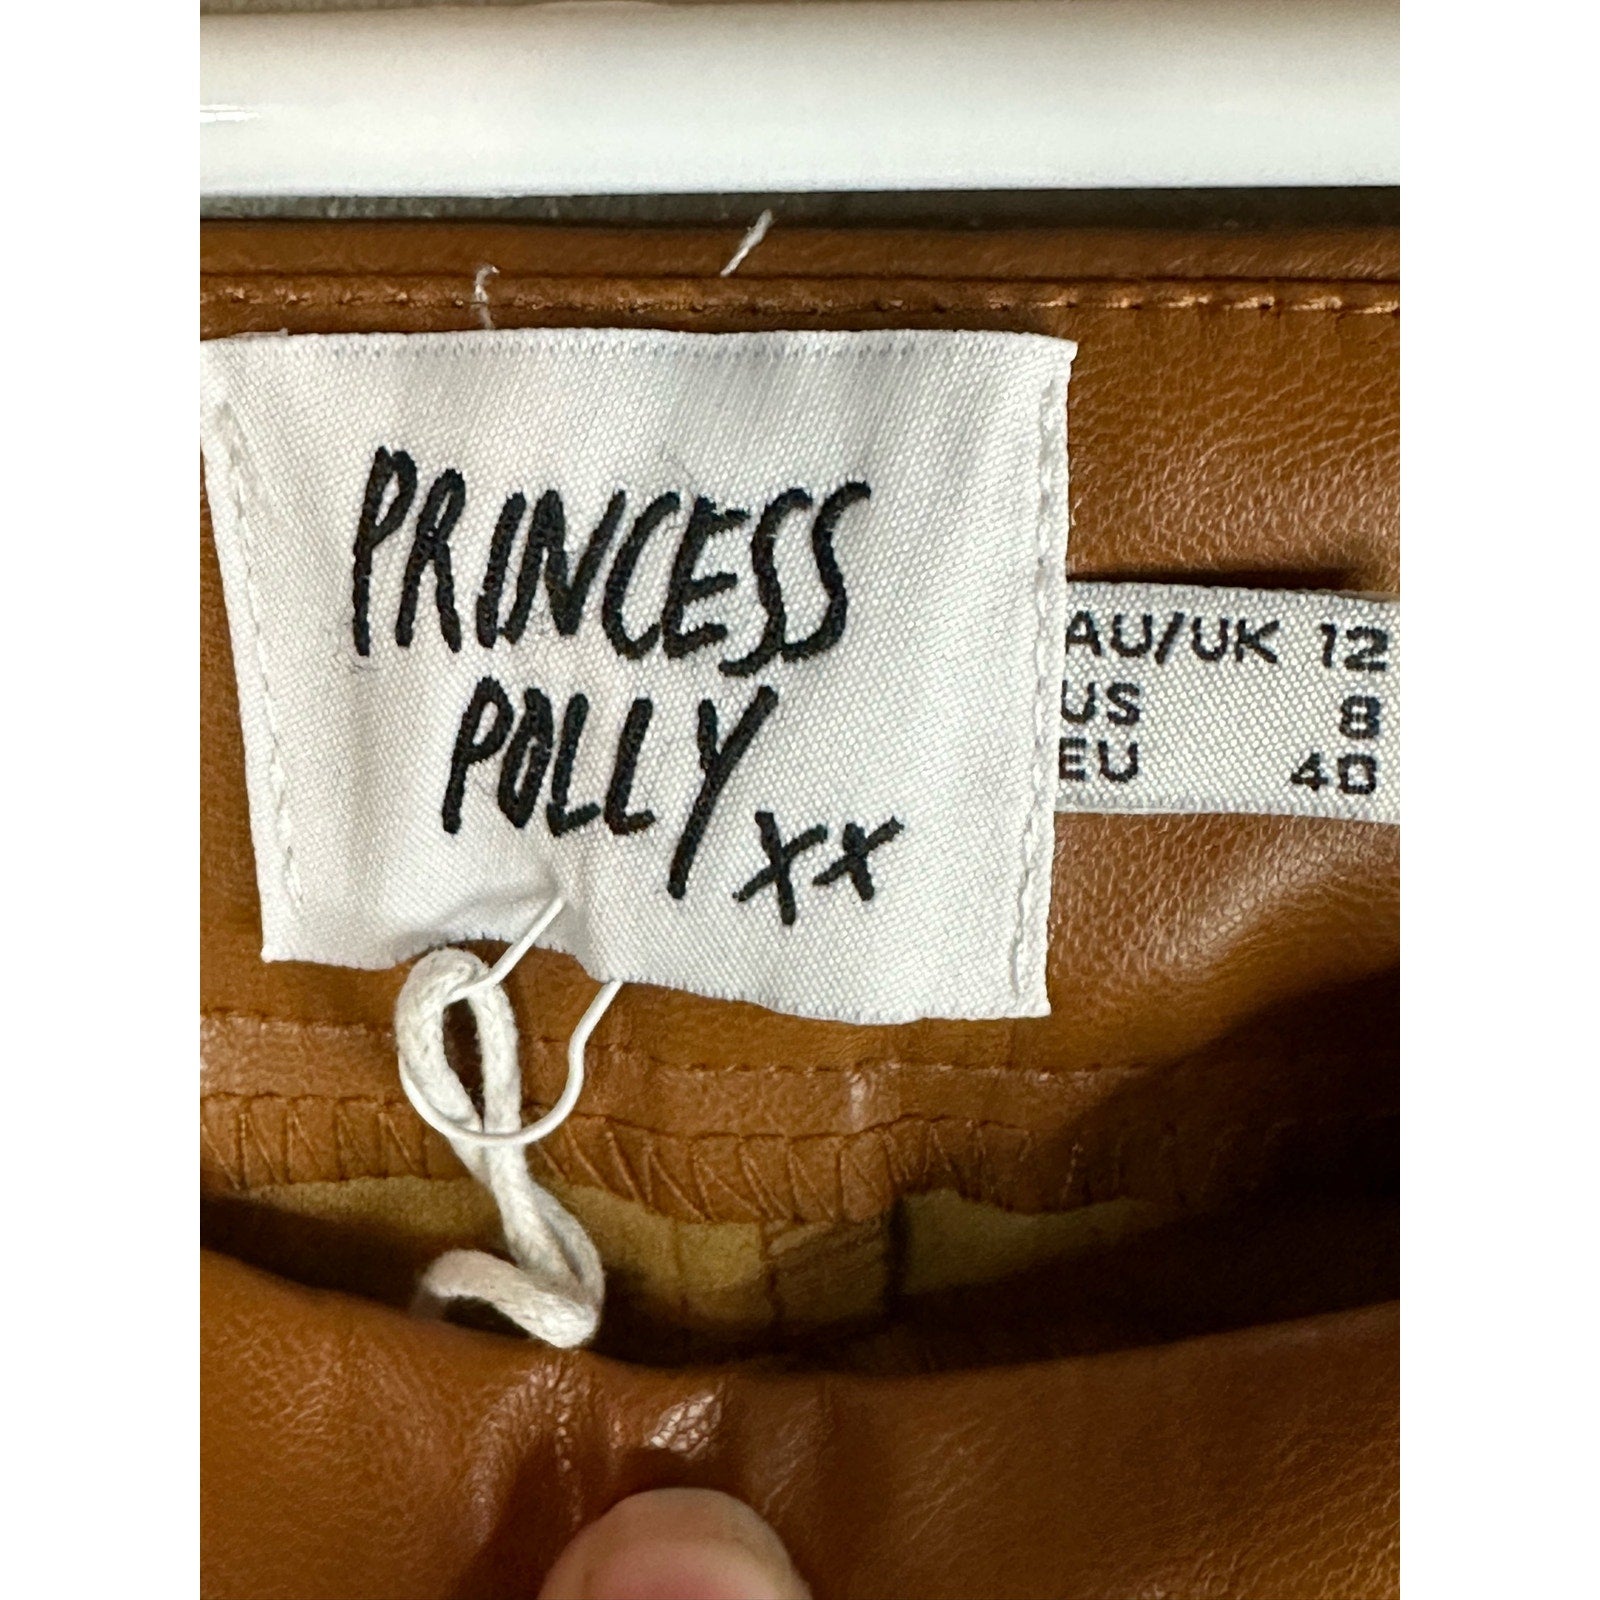 PRINCESS
POLLY xx
AU/UK 12
US 8
EU 40